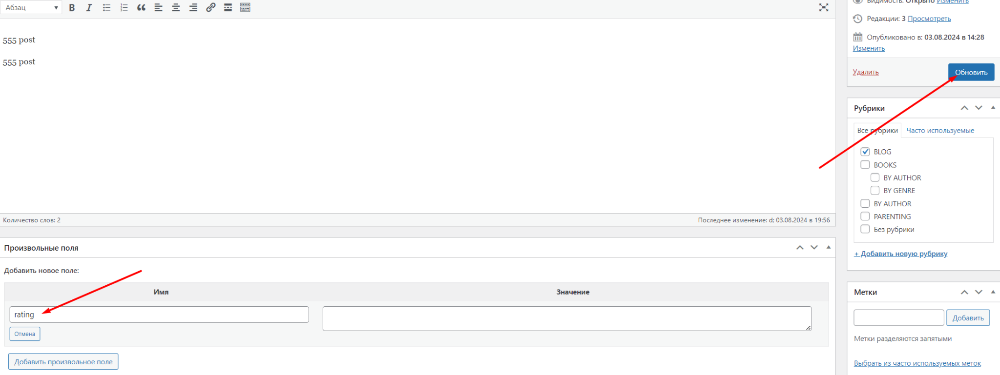 Абзац
555 post
555 post
Количество слов: 2
Последнее изменение: d; 03.08.2024 в 19:56
Произвольные поля
Добавить новое поле:
Имя
Значение
rating
Отмена
Добавить произвольное поле
Видимость: Открыто Изменить
Редакции: 3 Просмотреть
Опубликовано в: 03.08.2024 в 14:28
Изменить
Удалить
Обновить
Рубрики
Все рубрики
Часто используемые
BLOG
BOOKS
BY AUTHOR
BY GENRE
BY AUTHOR
PARENTING
Без рубрики
+ Добавить новую рубрику
Метки
Добавить
Метки разделяются запятыми
Выбрать из часто используемых меток